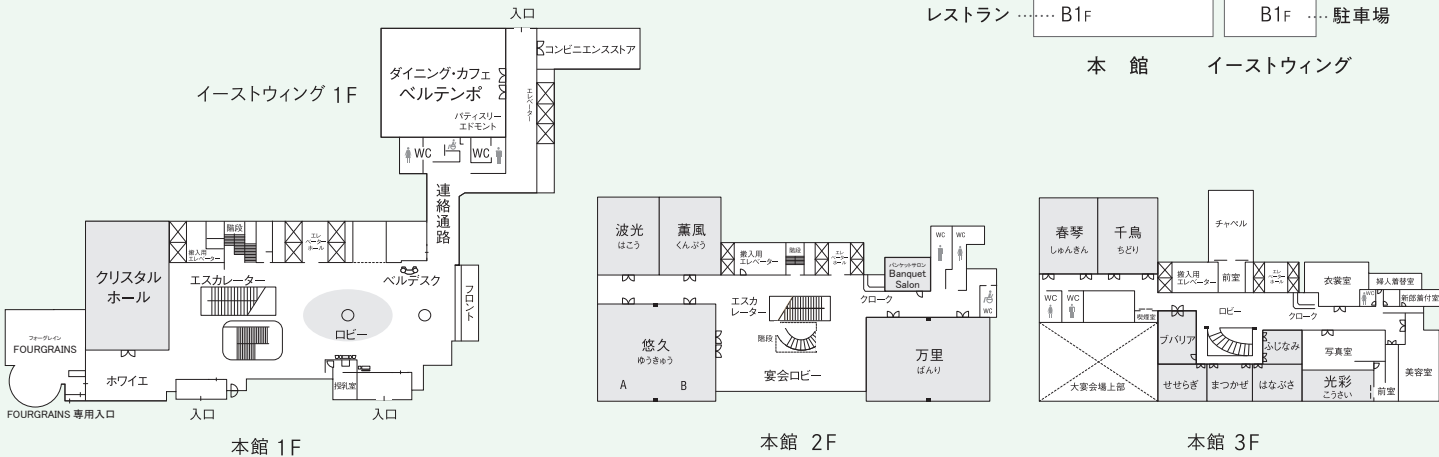 レストラン
B1F
B1F
駐車場
本 館
イーストウィング
入口
コンビニエンスストア
ダイニング・カフェ
ベルテンポ
パティスリー
エドモント
エレベーター
イーストウィング 1F
WC
WC
連絡通路
階段
搬入用
エレベーター
エレ
ベーター
ホール
クリスタル
ホール
エスカレーター
ベルデスク
フロント
ロビー
フォーグレイン
FOURGRAINS
ホワイエ
授乳室
FOURGRAINS 専用入口
入口
入口
本館 1F
波光
はこう
薫風
くんぷう
搬入用
エレベーター
階段
エレ
ベーター
ホール
バンケットサロン
Banquet
Salon
WC
WC
クローク
WC
エスカ
レーター
階段
悠久
ゆうきゅう
A
B
宴会ロビー
万里
ばんり
本館 2F
春琴
しゅんきん
千鳥
ちどり
チャペル
搬入用
エレベーター
前室
エレ
ベーター
ホール
衣裳室
婦人着替室
WC
新郎着付室
WC
WC
喫煙室
ロビー
クローク
ブバリア
ふじなみ
写真室
大宴会場上部
せせらぎ
まつかぜ
はなぶさ
光彩
こうさい
前室
美容室
本館 3F